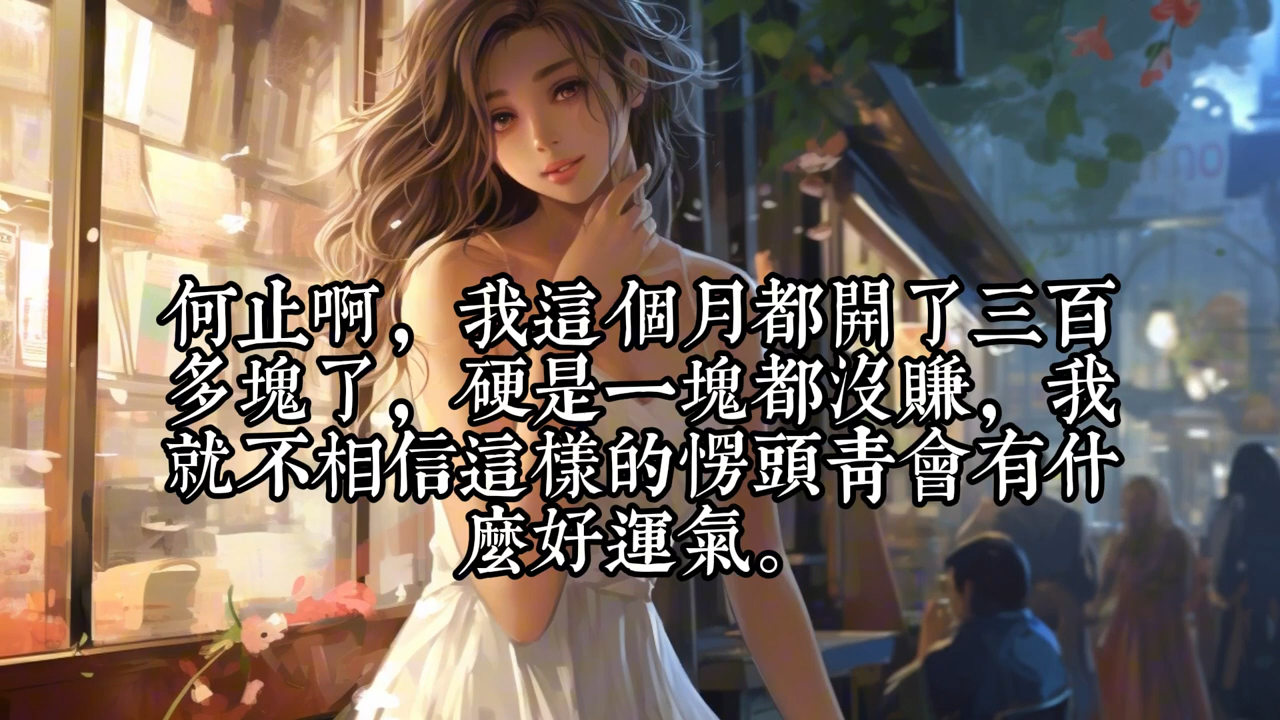 何止啊，我這個月都開了三百
多塊了，硬是一塊都沒賺，我
就不相信這樣的愣頭青會有什
麼好運氣。